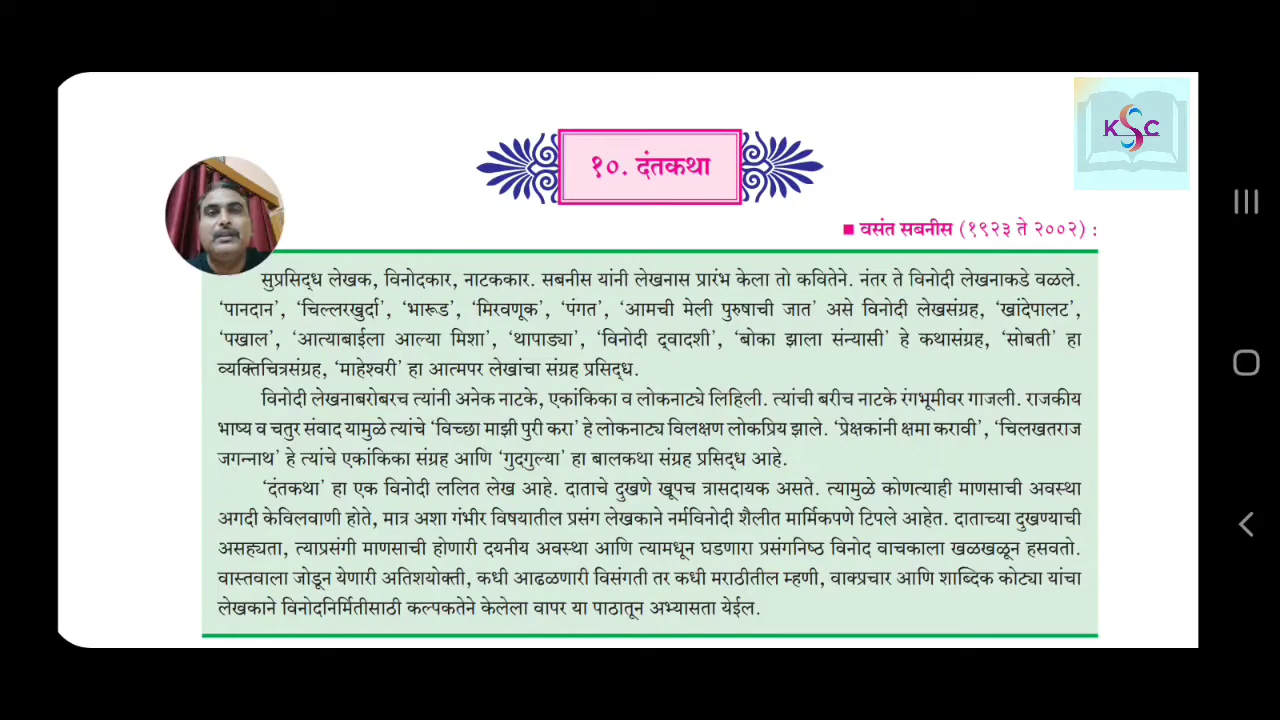 KSC
१०. दंतकथा
■ वसंत सबनीस (१९२३ ते २००२) :
सुप्रसिद्ध लेखक, विनोदकार, नाटककार. सबनीस यांनी लेखनास प्रारंभ केला तो कवितेने. नंतर ते विनोदी लेखनाकडे वळले.
‘पानदान’, ‘चिल्लरखुर्दा’, ‘भारूड’, ‘मिरवणूक’, ‘पंगत’, ‘आमची मेली पुरुषाची जात’ असे विनोदी लेखसंग्रह, ‘खांदेपालट’,
‘पखाल’, ‘आत्याबाईला आल्या मिशा’, ‘थापाड्या’, ‘विनोदी द्वादशी’, ‘बोका झाला संन्यासी’ हे कथासंग्रह, ‘सोबती’ हा
व्यक्तिचित्रसंग्रह, ‘माहेश्वरी’ हा आत्मपर लेखांचा संग्रह प्रसिद्ध.
विनोदी लेखनाबरोबरच त्यांनी अनेक नाटके, एकांकिका व लोकनाट्ये लिहिली. त्यांची बरीच नाटके रंगभूमीवर गाजली. राजकीय
भाष्य व चतुर संवाद यामुळे त्यांचे ‘विच्छा माझी पुरी करा’ हे लोकनाट्य विलक्षण लोकप्रिय झाले. ‘प्रेक्षकांनी क्षमा करावी’, ‘चिलखतराज
जगन्नाथ’ हे त्यांचे एकांकिका संग्रह आणि ‘गुदगुल्या’ हा बालकथा संग्रह प्रसिद्ध आहे.
‘दंतकथा’ हा एक विनोदी ललित लेख आहे. दाताचे दुखणे खूपच त्रासदायक असते. त्यामुळे कोणत्याही माणसाची अवस्था
अगदी केविलवाणी होते, मात्र अशा गंभीर विषयातील प्रसंग लेखकाने नर्मविनोदी शैलीत मार्मिकपणे टिपले आहेत. दाताच्या दुखण्याची
असह्यता, त्याप्रसंगी माणसाची होणारी दयनीय अवस्था आणि त्यामधून घडणारा प्रसंगनिष्ठ विनोद वाचकाला खळखळून हसवतो.
वास्तवाला जोडून येणारी अतिशयोक्ती, कधी आढळणारी विसंगती तर कधी मराठीतील म्हणी, वाक्प्रचार आणि शाब्दिक कोट्या यांचा
लेखकाने विनोदनिर्मितीसाठी कल्पकतेने केलेला वापर या पाठातून अभ्यासता येईल.